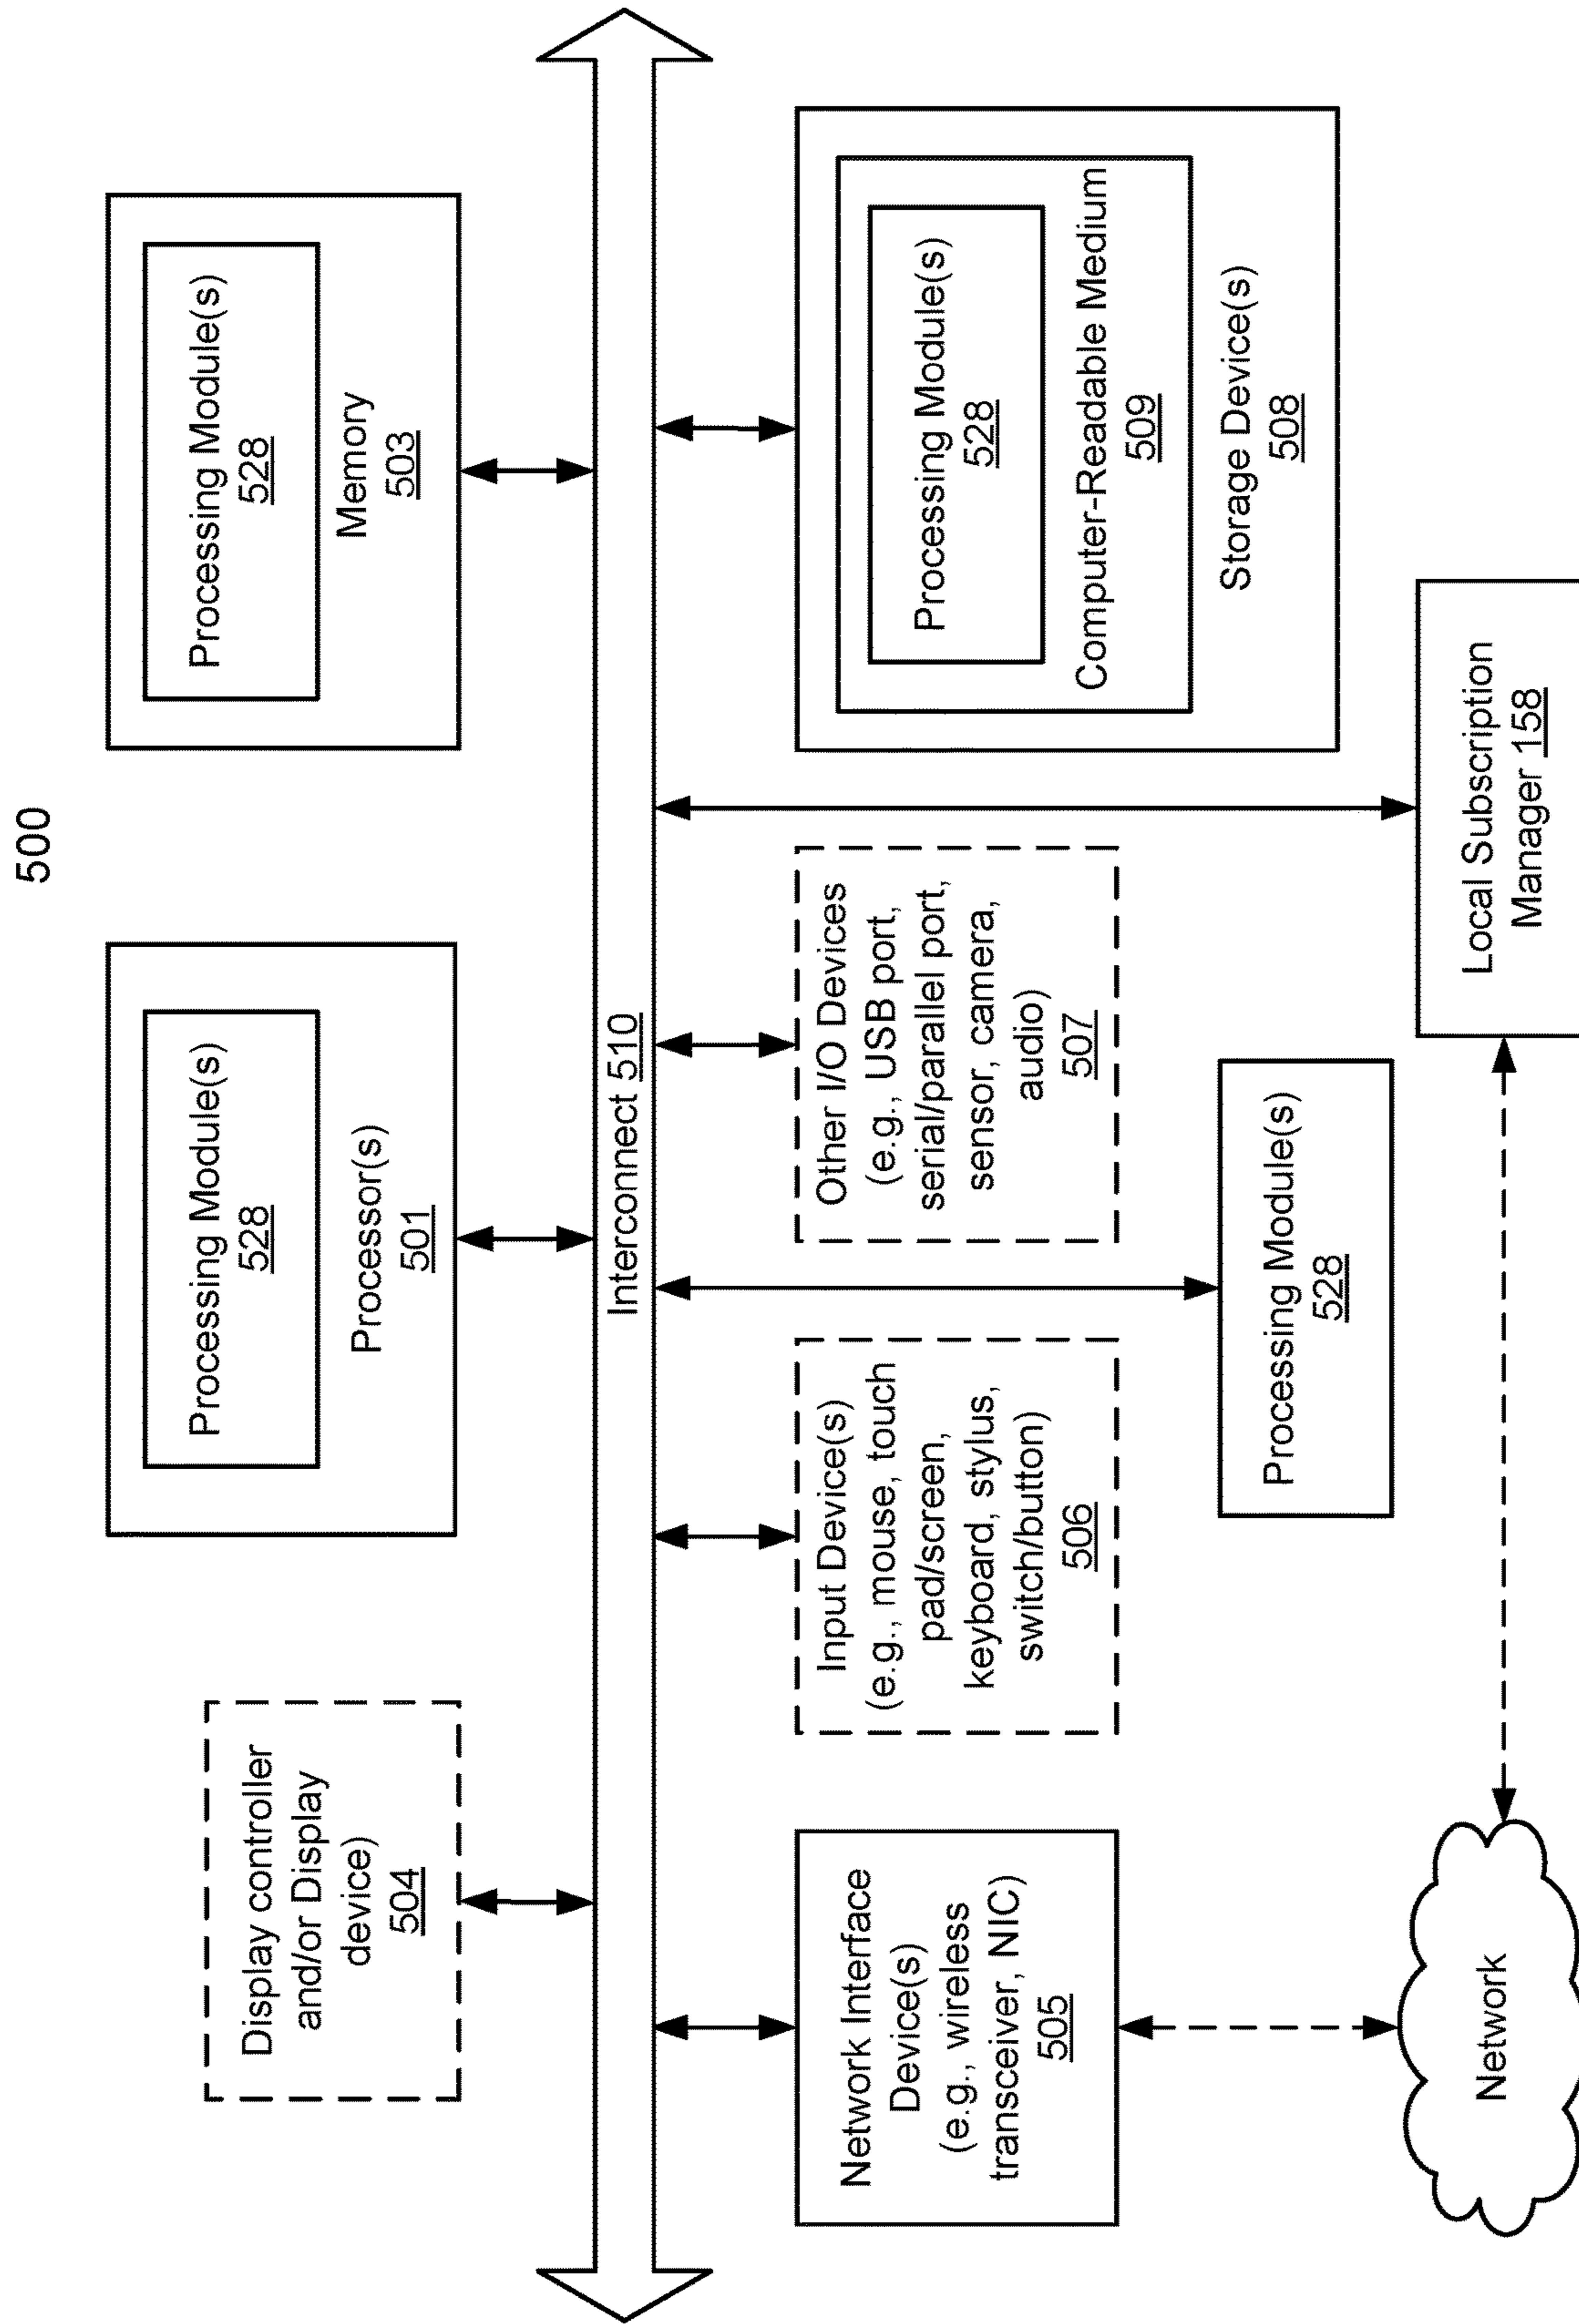 500
Display controller
and/or Display
device)
504
Processing Module(s)
528
Processor(s)
501
Processing Module(s)
528
Memory
503
Interconnect 510
Network Interface
Device(s)
(e.g., wireless
transceiver, NIC)
505
Input Device(s)
(e.g., mouse, touch
pad/screen,
keyboard, stylus,
switch/button)
506
Other I/O Devices
(e.g., USB port,
serial/parallel port,
sensor, camera,
audio)
507
Processing Module(s)
528
Computer-Readable Medium
509
Storage Device(s)
508
Processing Module(s)
528
Network
Local Subscription
Manager 158